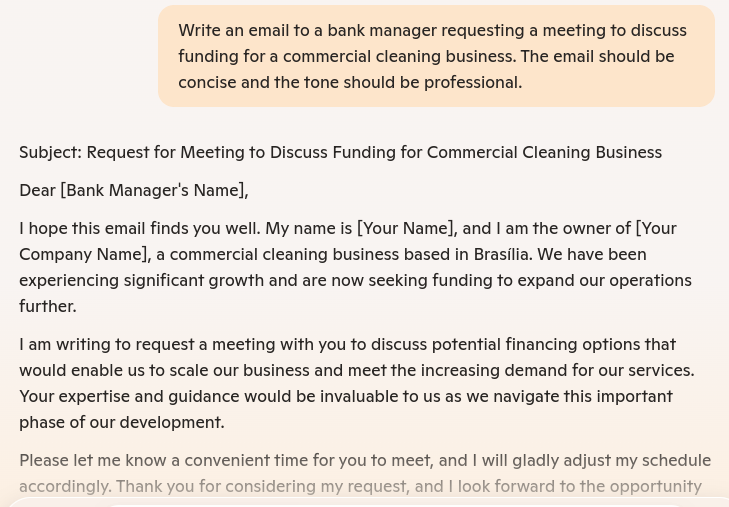 Write an email to a bank manager requesting a meeting to discuss
funding for a commercial cleaning business. The email should be
concise and the tone should be professional.
Subject: Request for Meeting to Discuss Funding for Commercial Cleaning Business
Dear [Bank Manager's Name],
I hope this email finds you well. My name is [Your Name], and I am the owner of [Your
Company Name], a commercial cleaning business based in Brasília. We have been
experiencing significant growth and are now seeking funding to expand our operations
further.
I am writing to request a meeting with you to discuss potential financing options that
would enable us to scale our business and meet the increasing demand for our services.
Your expertise and guidance would be invaluable to us as we navigate this important
phase of our development.
Please let me know a convenient time for you to meet, and I will gladly adjust my schedule
accordingly. Thank you for considering my request, and I look forward to the opportunity